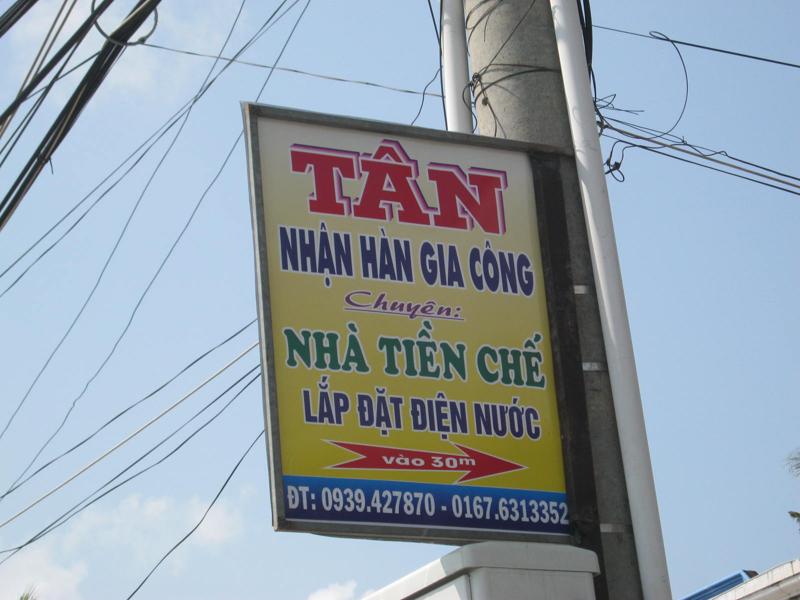 TÂN
NHẬN HÀN GIA CÔNG
Chuyên:
NHÀ TIỀN CHẾ
LẮP ĐẶT ĐIỆN NƯỚC
vào 30m
ĐT: 0939.427870 - 0167.6313352